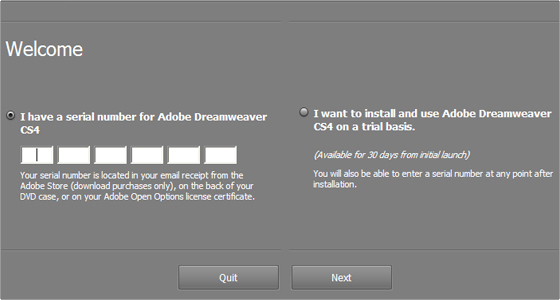 Welcome
I have a serial number for Adobe Dreamweaver
CS4
Your serial number is located in your email receipt from the
Adobe Store (download purchases only), on the back of your
DVD case, or on your Adobe Open Options license certificate.
I want to install and use Adobe Dreamweaver
CS4 on a trial basis.
(Available for 30 days from initial launch)
You will also be able to enter a serial number at any point after
installation.
Quit
Next